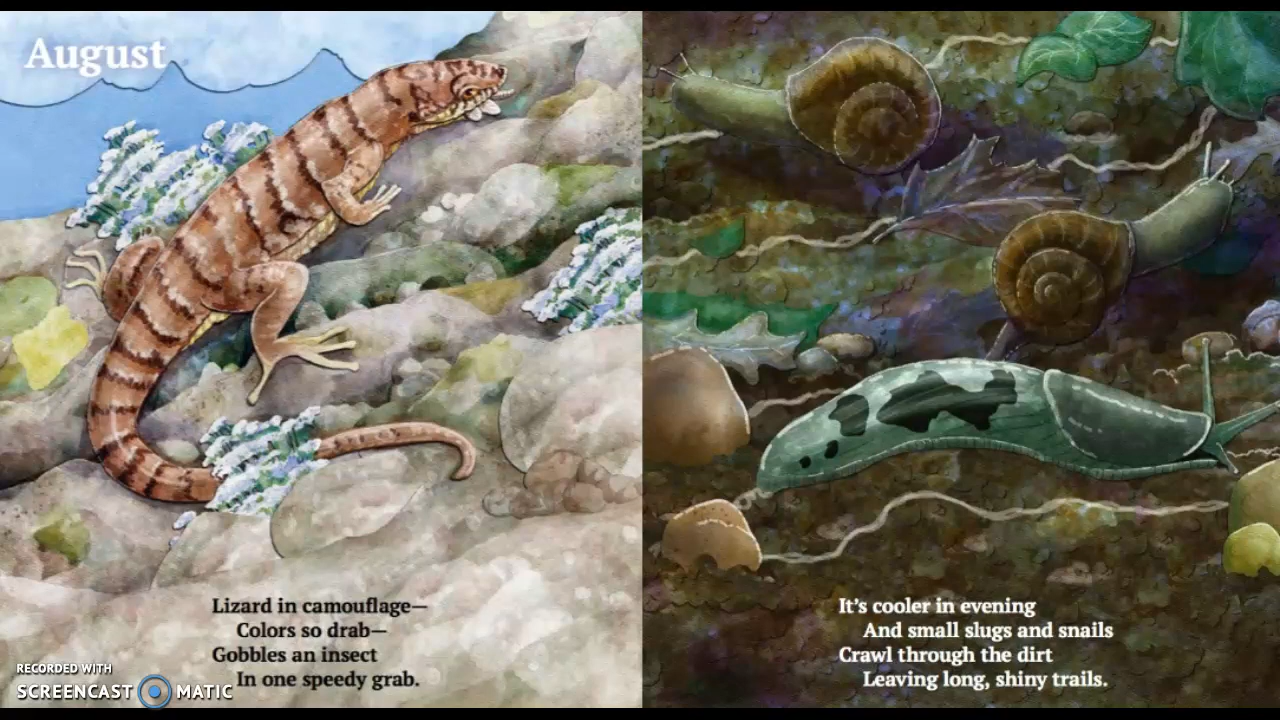 August
Lizard in camouflage—
Colors so drab—
Gobbles an insect
In one speedy grab.
It's cooler in evening
And small slugs and snails
Crawl through the dirt
Leaving long, shiny trails.
RECORDED WITH
SCREENCAST MATIC